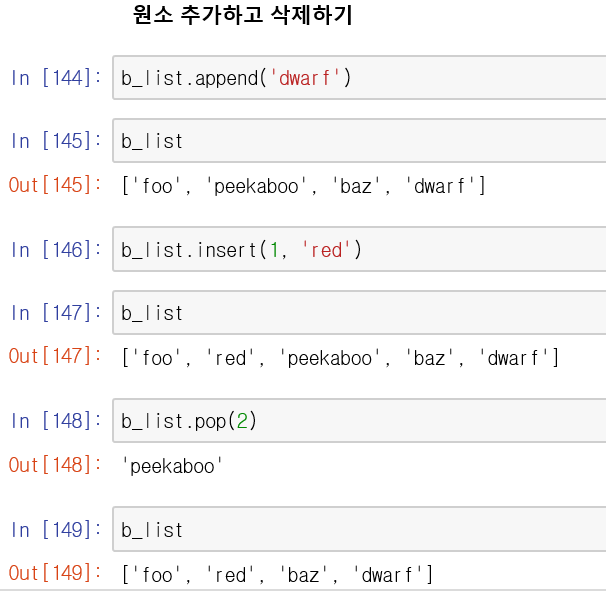 원소 추가하고 삭제하기
In [144]: b_list.append('dwarf')
In [145]: b_list
Out[145]: ['foo', 'peekaboo', 'baz', 'dwarf']
In [146]: b_list.insert(1, 'red')
In [147]: b_list
Out[147]: ['foo', 'red', 'peekaboo', 'baz', 'dwarf']
In [148]: b_list.pop(2)
Out[148]: 'peekaboo'
In [149]: b_list
Out[149]: ['foo', 'red', 'baz', 'dwarf']